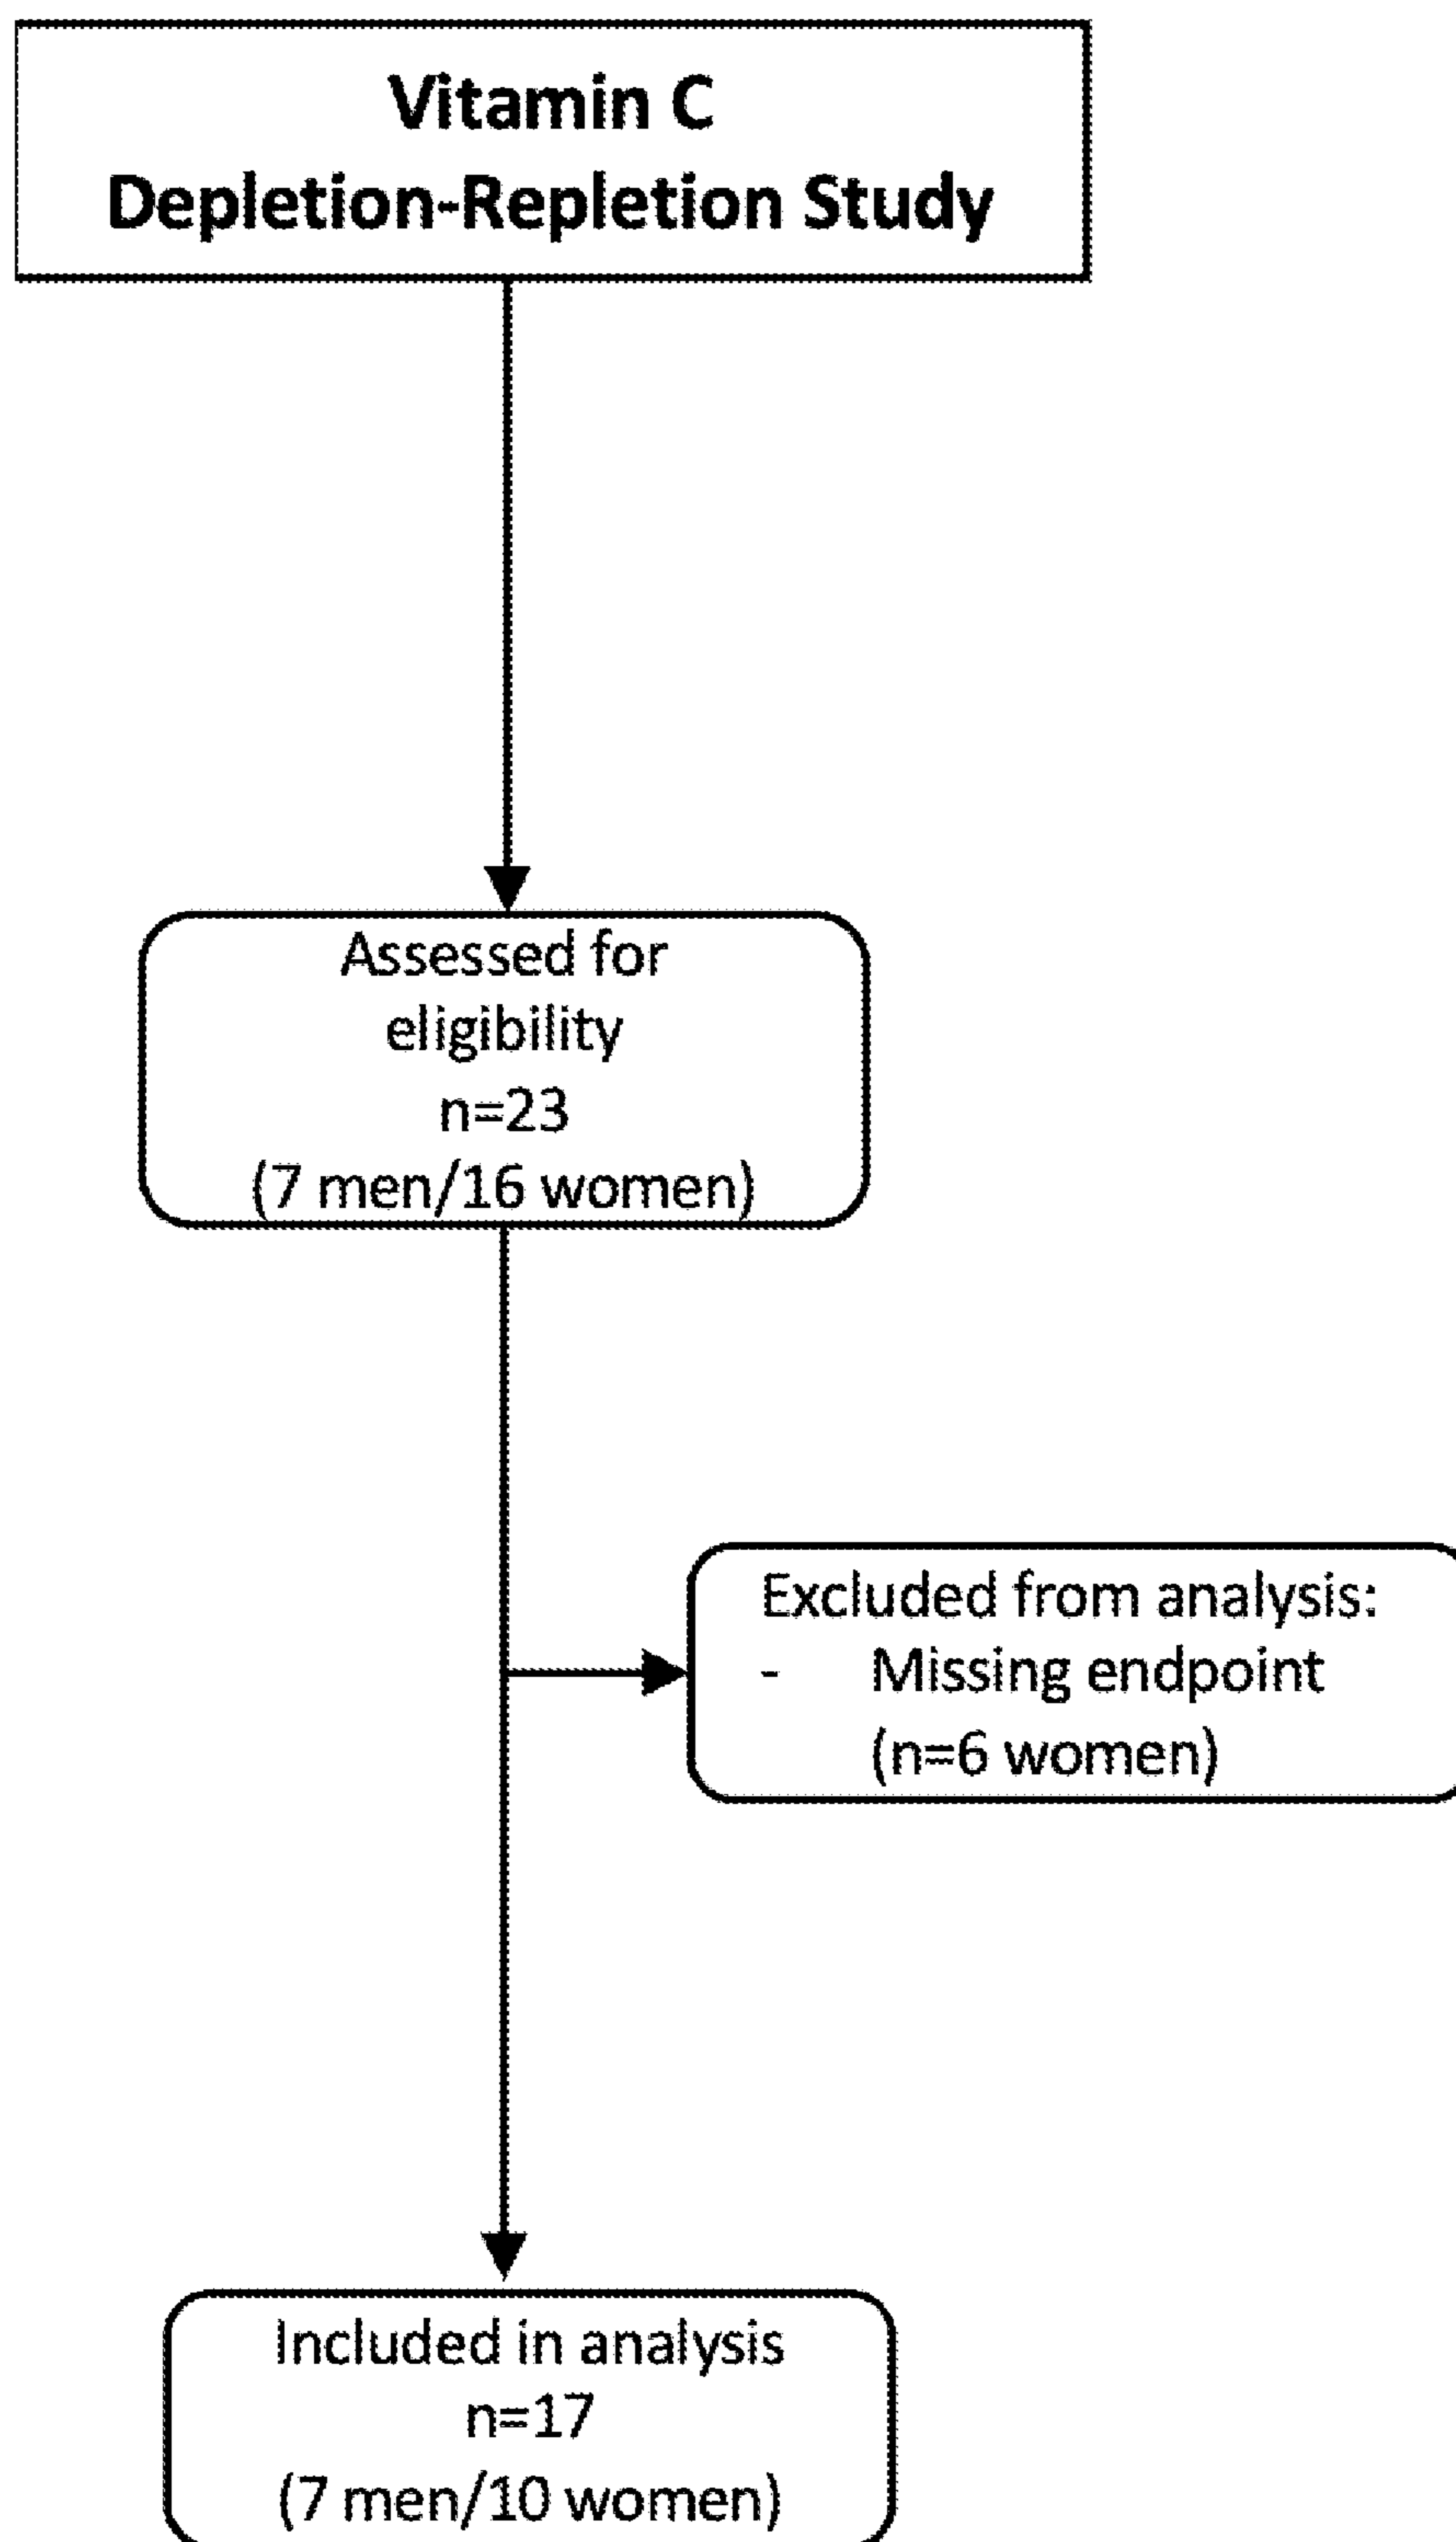 Vitamin C
Depletion-Repletion Study
Assessed for
eligibility
n=23
(7 men/16 women)
Excluded from analysis:
- Missing endpoint
(n=6 women)
Included in analysis
n=17
(7 men/10 women)